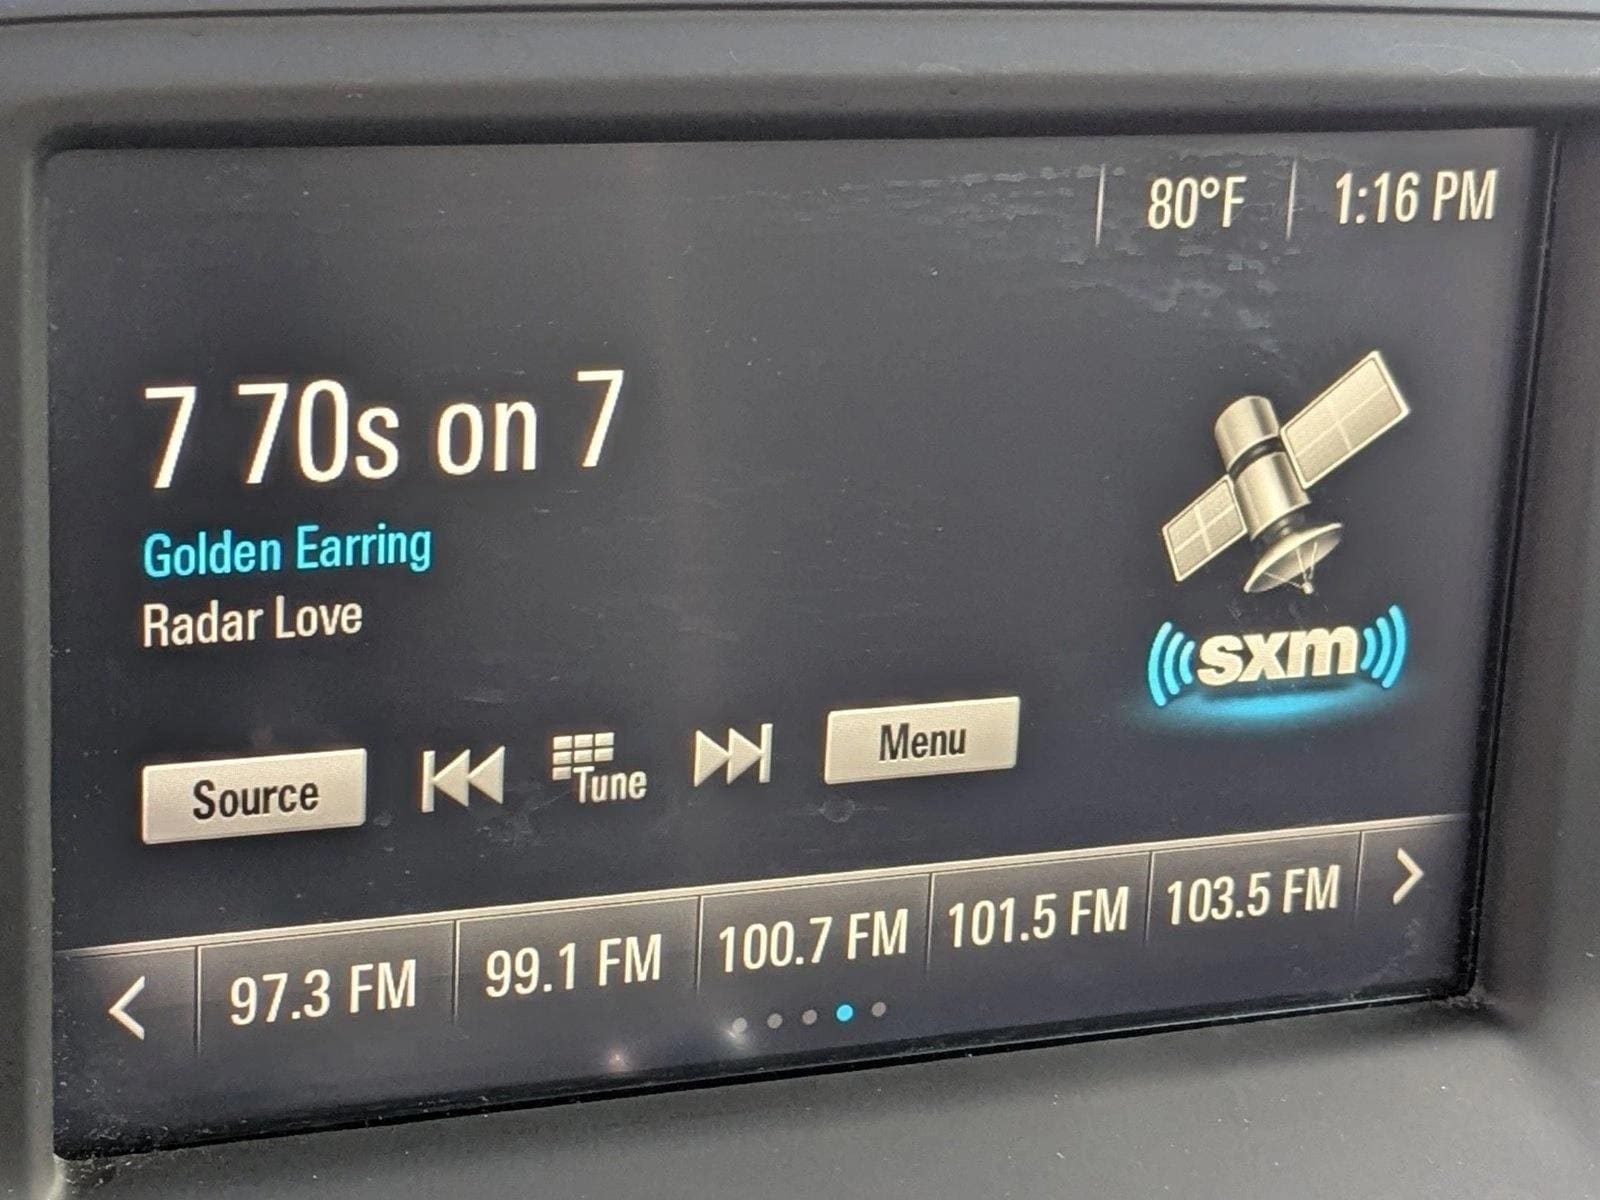 80°F 1:16 PM
7 70s on 7
Golden Earring
Radar Love
sxm
Source Tune Menu
97.3 FM 99.1 FM 100.7 FM 101.5 FM 103.5 FM